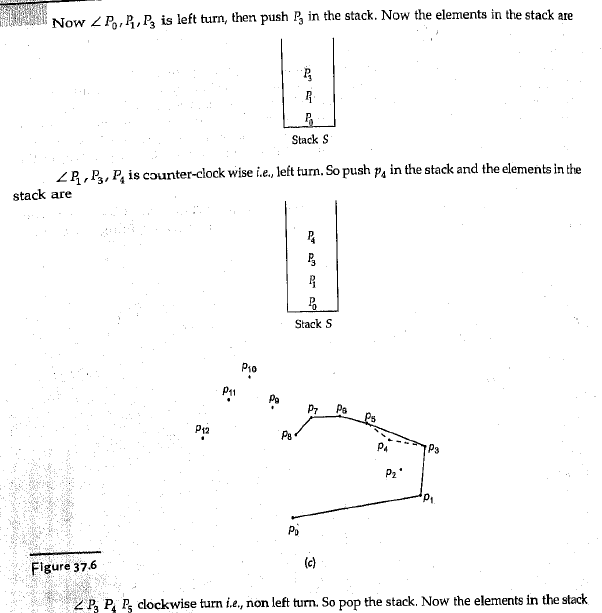 Now ∠ P₀, P₁, P₃ is left turn, then push P₃ in the stack. Now the elements in the stack are
P₃
P₁
P₀
Stack S
∠ P₁, P₃, P₄ is counter-clock wise i.e., left turn. So push p₄ in the stack and the elements in the
stack are
P₄
P₃
P₁
P₀
Stack S
P₁₀
P₁₁
P₉
P₁₂
P₈
P₇
P₆
P₅
P₄
P₃
P₂
P₁
P₀
Figure 37.6
(c)
∠ P₃ P₄ P₅ clockwise turn i.e., non left turn. So pop the stack. Now the elements in the stack